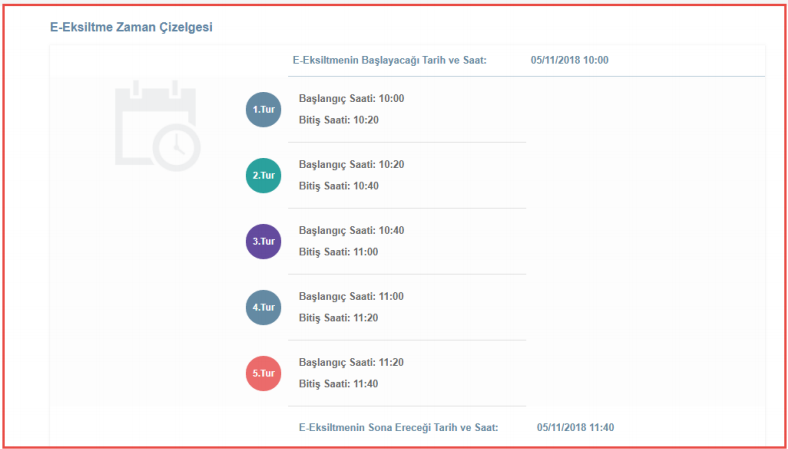 E-Eksiltme Zaman Çizelgesi
E-Eksiltmenin Başlayacağı Tarih ve Saat: 05/11/2018 10:00
1.Tur
Başlangıç Saati: 10:00
Bitiş Saati: 10:20
2.Tur
Başlangıç Saati: 10:20
Bitiş Saati: 10:40
3.Tur
Başlangıç Saati: 10:40
Bitiş Saati: 11:00
4.Tur
Başlangıç Saati: 11:00
Bitiş Saati: 11:20
5.Tur
Başlangıç Saati: 11:20
Bitiş Saati: 11:40
E-Eksiltmenin Sona Ereceği Tarih ve Saat: 05/11/2018 11:40